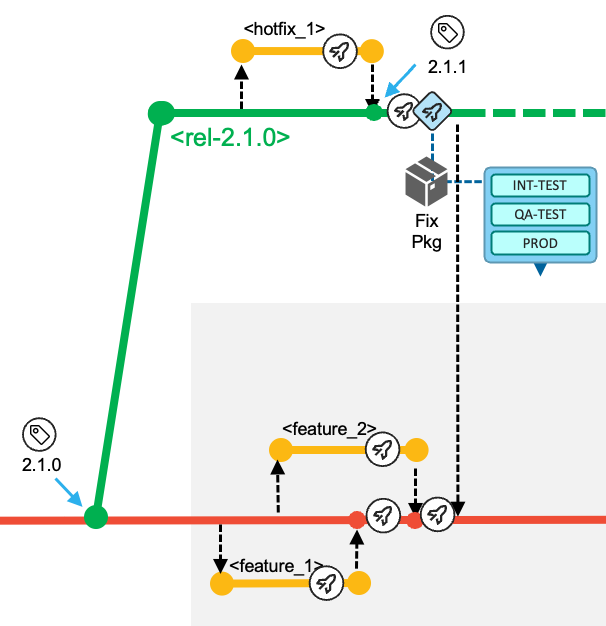 <hotfix_1>
2.1.1
<rel-2.1.0>
Fix
Pkg
INT-TEST
QA-TEST
PROD
2.1.0
<feature_2>
<feature_1>